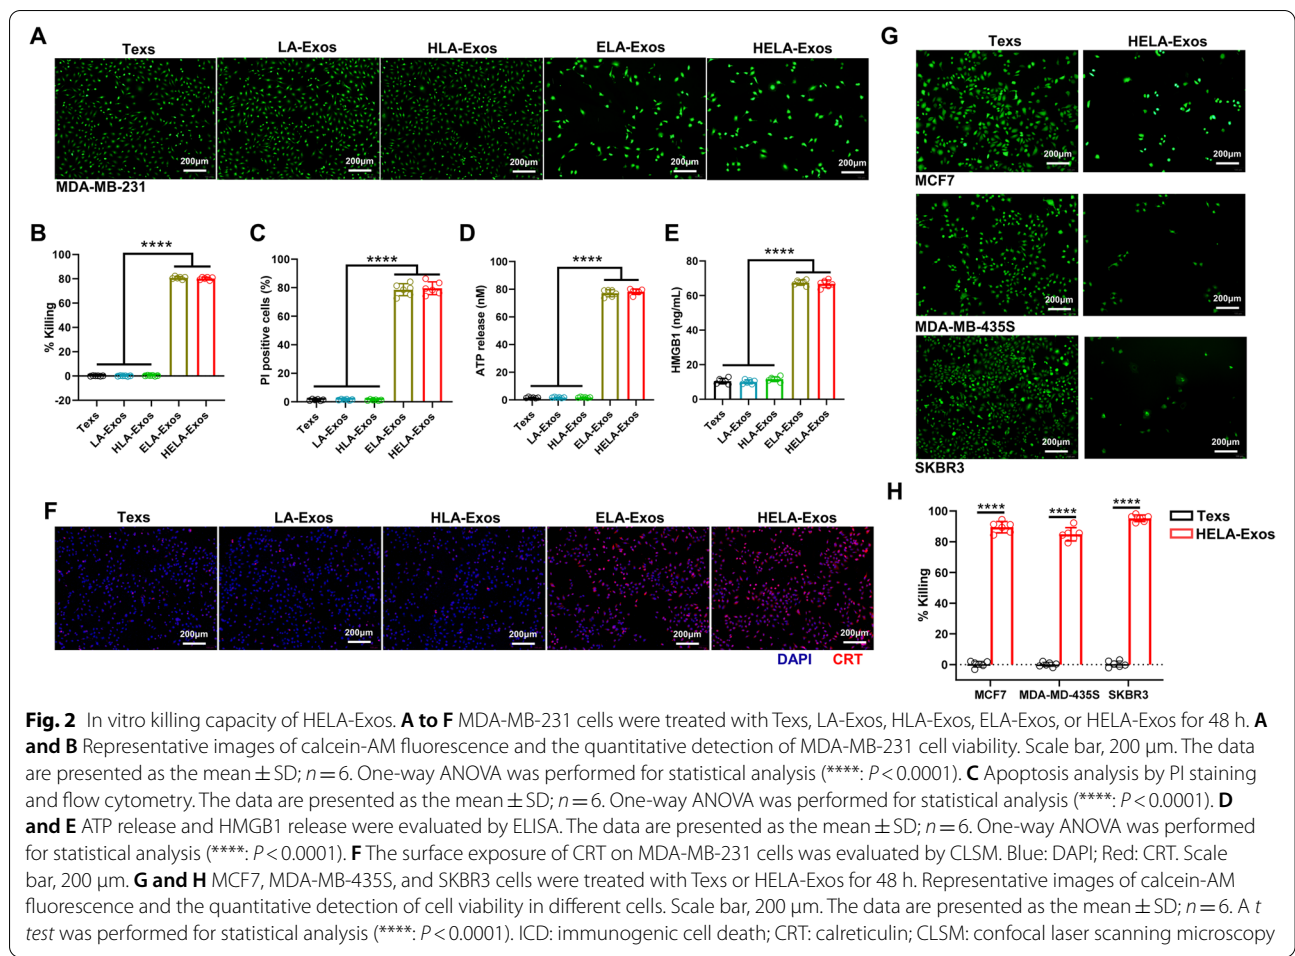 A
Texs
LA-Exos
HLA-Exos
ELA-Exos
HELA-Exos
200μm
200μm
200μm
200μm
200μm
MDA-MB-231
B
% Killing
100
80
60
40
20
0
-20
****
Texs
LA-Exos
HLA-Exos
ELA-Exos
HELA-Exos
C
PI positive cells (%)
100
80
60
40
20
0
****
Texs
LA-Exos
HLA-Exos
ELA-Exos
HELA-Exos
D
ATP release (nM)
100
80
60
40
20
0
****
Texs
LA-Exos
HLA-Exos
ELA-Exos
HELA-Exos
E
HMGB1 (ng/mL)
80
60
40
20
0
****
Texs
LA-Exos
HLA-Exos
ELA-Exos
HELA-Exos
F
Texs
LA-Exos
HLA-Exos
ELA-Exos
HELA-Exos
200μm
200μm
200μm
200μm
200μm
DAPI CRT
G
Texs
HELA-Exos
200μm
200μm
MCF7
200μm
200μm
MDA-MB-435S
200μm
200μm
SKBR3
H
% Killing
100
80
60
40
20
0
****
****
****
Texs
HELA-Exos
MCF7
MDA-MD-435S
SKBR3
Fig. 2 In vitro killing capacity of HELA-Exos. A to F MDA-MB-231 cells were treated with Texs, LA-Exos, HLA-Exos, ELA-Exos, or HELA-Exos for 48 h. A
and B Representative images of calcein-AM fluorescence and the quantitative detection of MDA-MB-231 cell viability. Scale bar, 200 μm. The data
are presented as the mean ± SD; n = 6. One-way ANOVA was performed for statistical analysis (****: P < 0.0001). C Apoptosis analysis by PI staining
and flow cytometry. The data are presented as the mean ± SD; n = 6. One-way ANOVA was performed for statistical analysis (****: P < 0.0001). D
and E ATP release and HMGB1 release were evaluated by ELISA. The data are presented as the mean ± SD; n = 6. One-way ANOVA was performed
for statistical analysis (****: P < 0.0001). F The surface exposure of CRT on MDA-MB-231 cells was evaluated by CLSM. Blue: DAPI; Red: CRT. Scale
bar, 200 μm. G and H MCF7, MDA-MB-435S, and SKBR3 cells were treated with Texs or HELA-Exos for 48 h. Representative images of calcein-AM
fluorescence and the quantitative detection of cell viability in different cells. Scale bar, 200 μm. The data are presented as the mean ± SD; n = 6. A t
test was performed for statistical analysis (****: P < 0.0001). ICD: immunogenic cell death; CRT: calreticulin; CLSM: confocal laser scanning microscopy